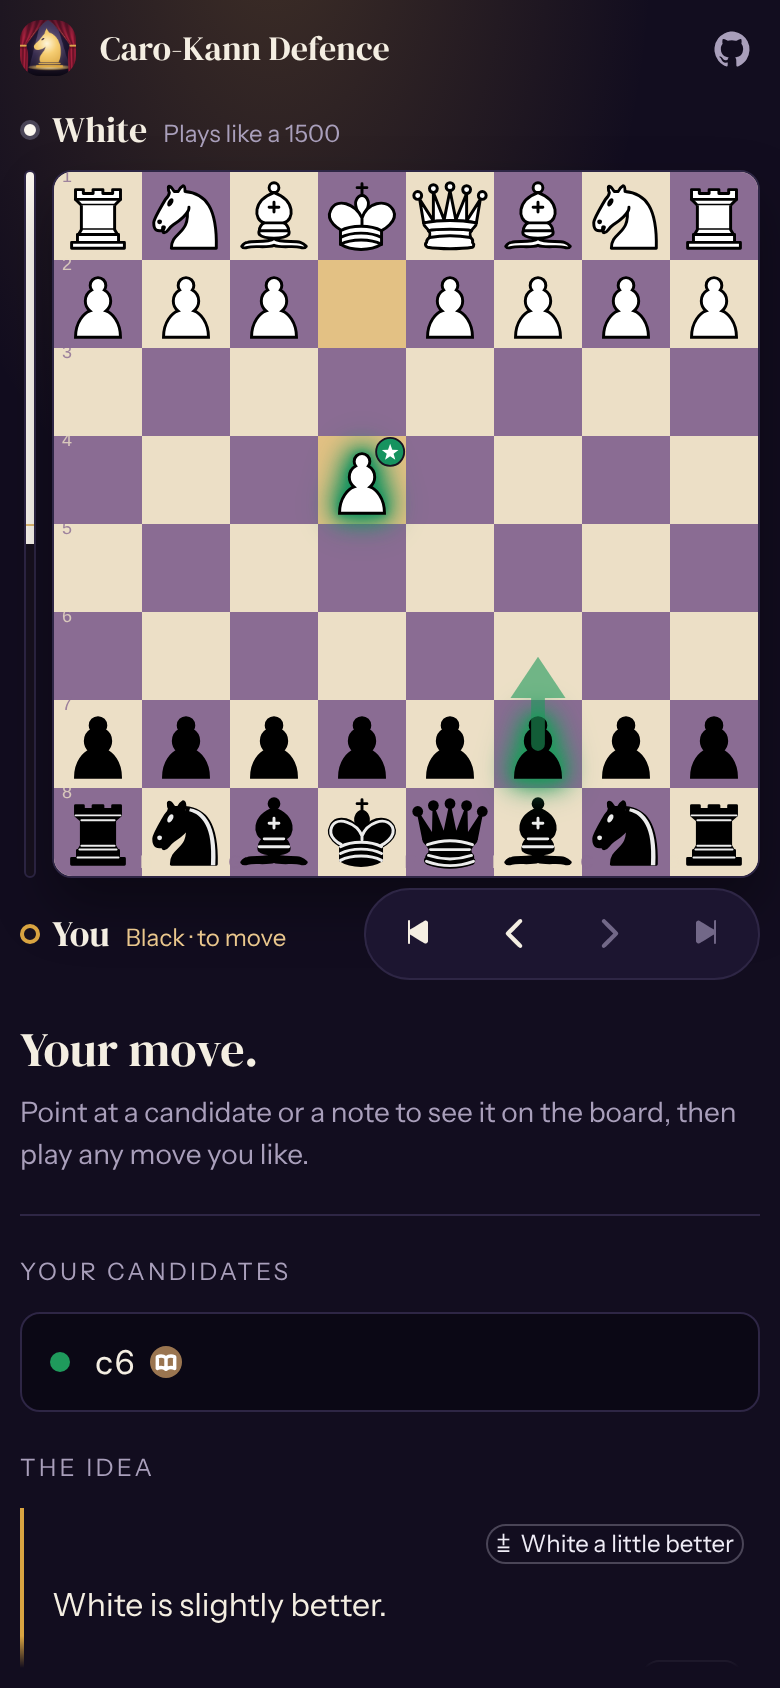 Caro-Kann Defence
White Plays like a 1500
1
2
3
4
5
6
7
8
You Black · to move
Your move.
Point at a candidate or a note to see it on the board, then
play any move you like.
YOUR CANDIDATES
c6
THE IDEA
± White a little better
White is slightly better.